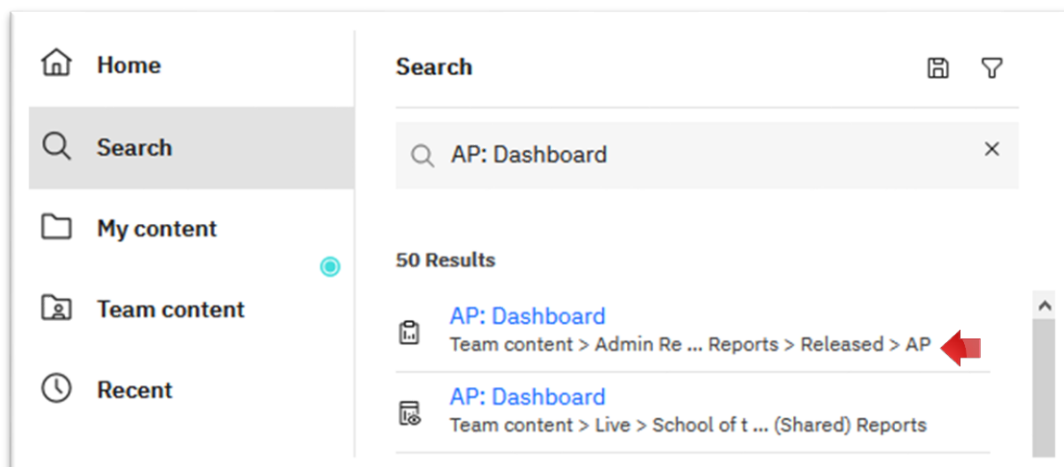 Home
Search
My content
Team content
Recent
Search
AP: Dashboard
50 Results
AP: Dashboard
Team content > Admin Re ... Reports > Released > AP
AP: Dashboard
Team content > Live > School of t ... (Shared) Reports